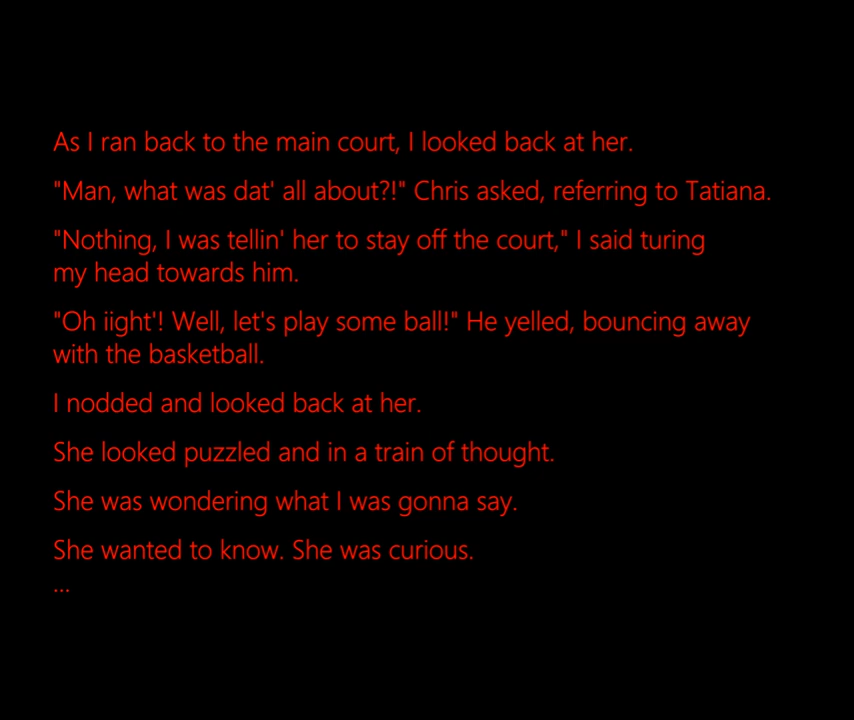 As I ran back to the main court, I looked back at her.
"Man, what was dat' all about?!" Chris asked, referring to Tatiana.
"Nothing, I was tellin' her to stay off the court," I said turing
my head towards him.
"Oh iight'! Well, let's play some ball!" He yelled, bouncing away
with the basketball.
I nodded and looked back at her.
She looked puzzled and in a train of thought.
She was wondering what I was gonna say.
She wanted to know. She was curious.
...